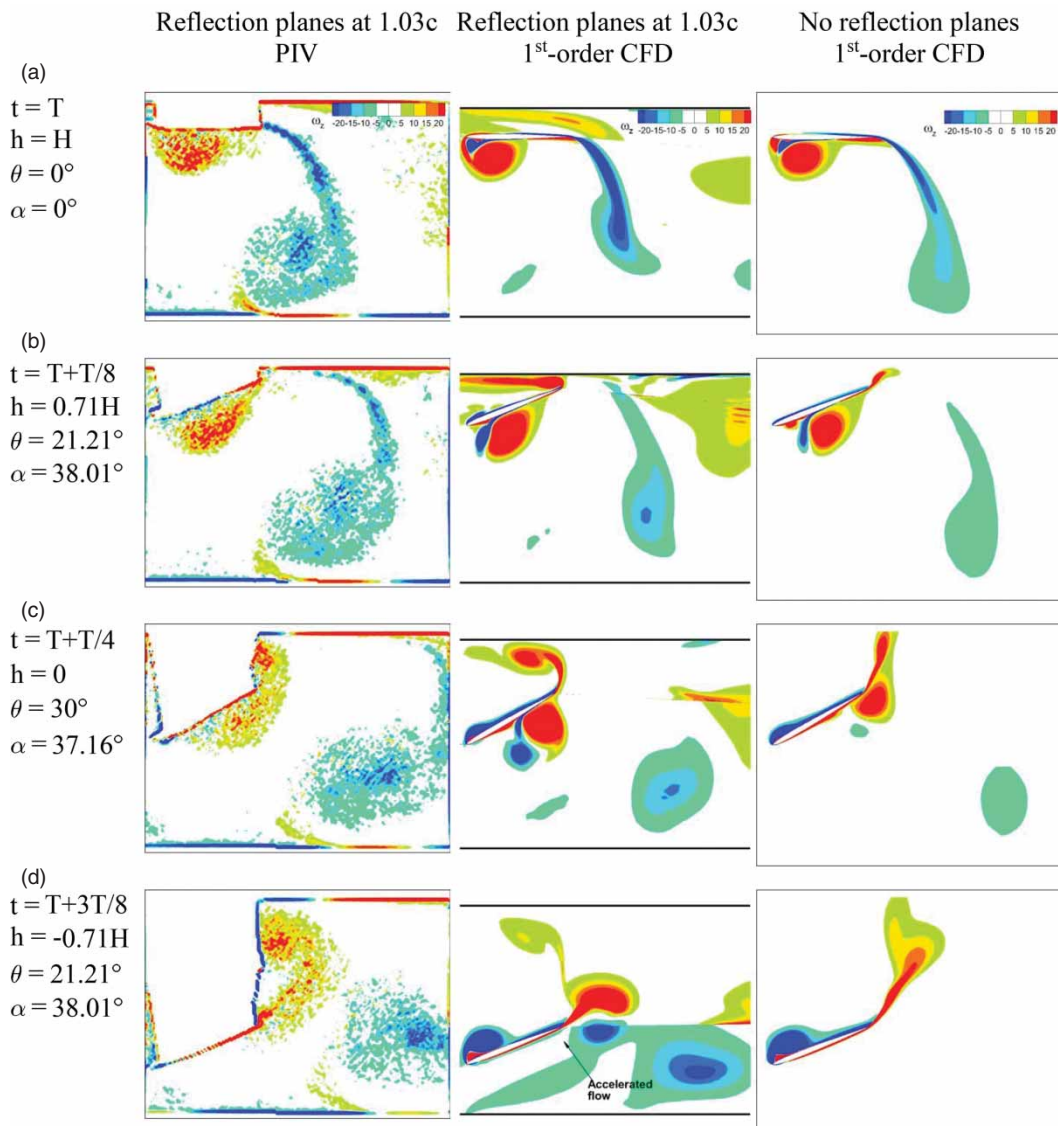 Reflection planes at 1.03c
PIV
Reflection planes at 1.03c
1st-order CFD
No reflection planes
1st-order CFD
(a)
t = T
h = H
θ = 0°
α = 0°
ωz -20-15-10-5 0 5 10 15 20
ωz -20-15-10-5 0 5 10 15 20
ωz -20-15-10-5 0 5 10 15 20
(b)
t = T+T/8
h = 0.71H
θ = 21.21°
α = 38.01°
(c)
t = T+T/4
h = 0
θ = 30°
α = 37.16°
(d)
t = T+3T/8
h = -0.71H
θ = 21.21°
α = 38.01°
Accelerated
flow